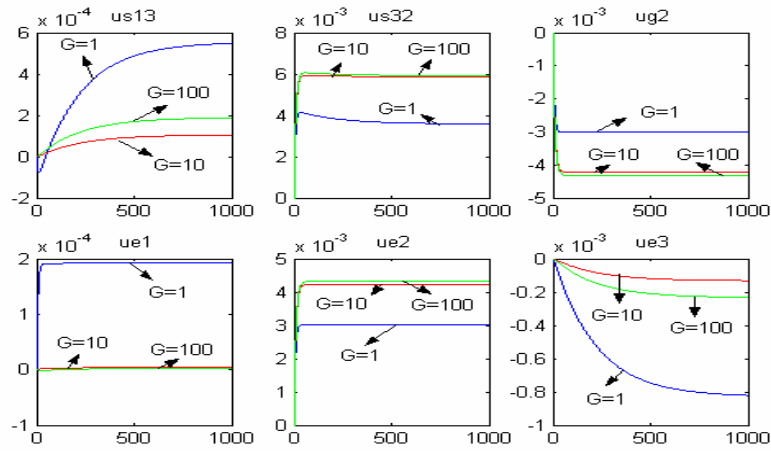 x 10⁻⁴ us13
6
4
2
0
-2
0 500 1000
G=1
G=100
G=10
x 10⁻³ us32
8
6
4
2
0
0 500 1000
G=10 G=100
G=1
x 10⁻³ ug2
0
-1
-2
-3
-4
-5
0 500 1000
G=1
G=10 G=100
x 10⁻⁴ ue1
2
1
0
-1
0 500 1000
G=1
G=10 G=100
x 10⁻³ ue2
5
4
3
2
1
0
0 500 1000
G=10 G=100
G=1
x 10⁻³ ue3
0
-0.2
-0.4
-0.6
-0.8
-1
0 500 1000
G=10
G=100
G=1